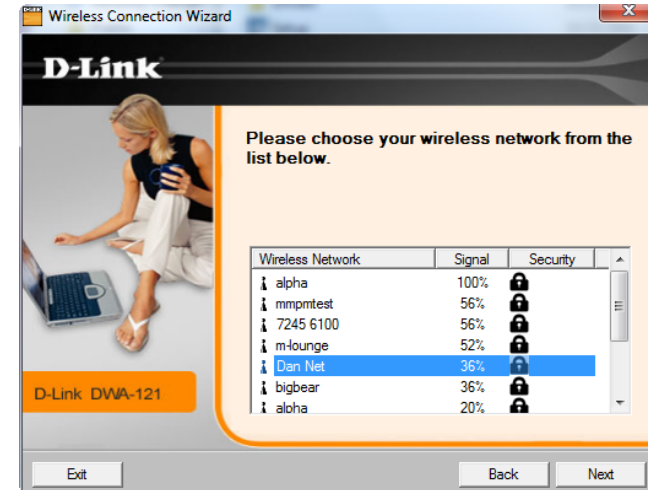 Wireless Connection Wizard
D-Link
Please choose your wireless network from the
list below.
Wireless Network Signal Security
alpha 100%
mmpmtest 56%
7245 6100 56%
m-lounge 52%
Dan Net 36%
bigbear 36%
alpha 20%
D-Link DWA-121
Exit Back Next